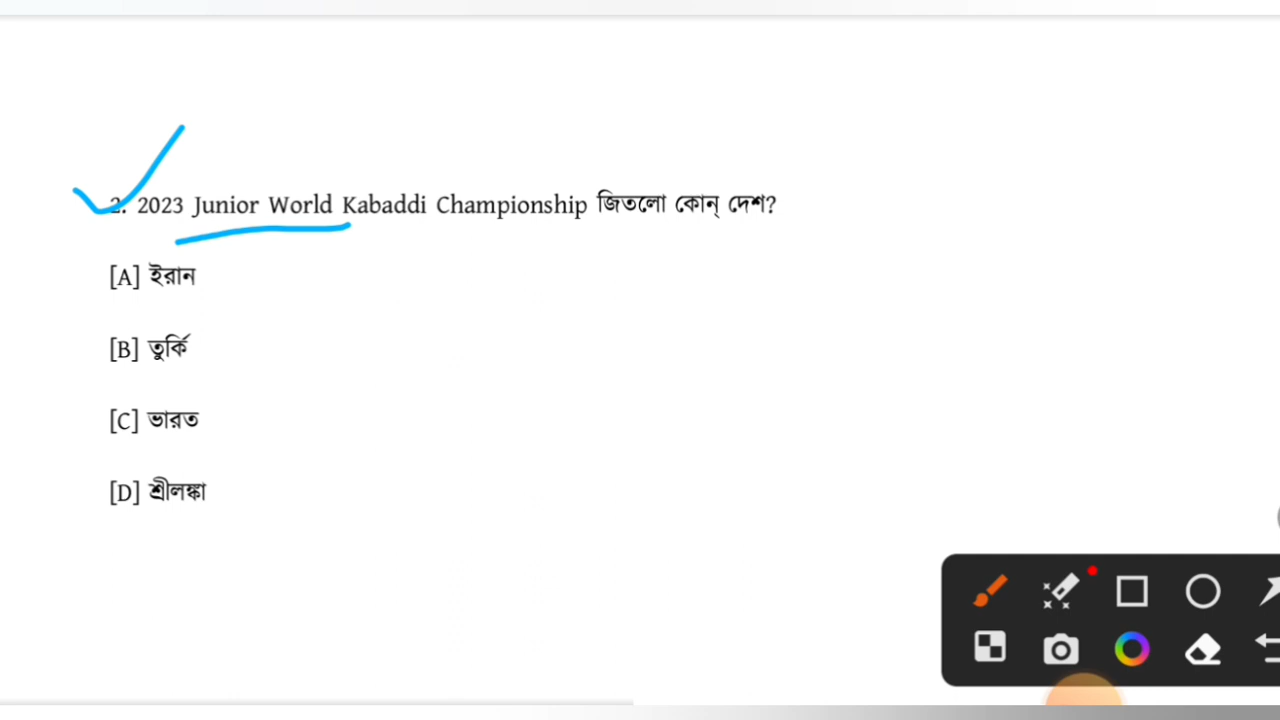 2. 2023 Junior World Kabaddi Championship জিতলো কোন্ দেশ?
[A] ইরান
[B] তুর্কি
[C] ভারত
[D] শ্রীলঙ্কা